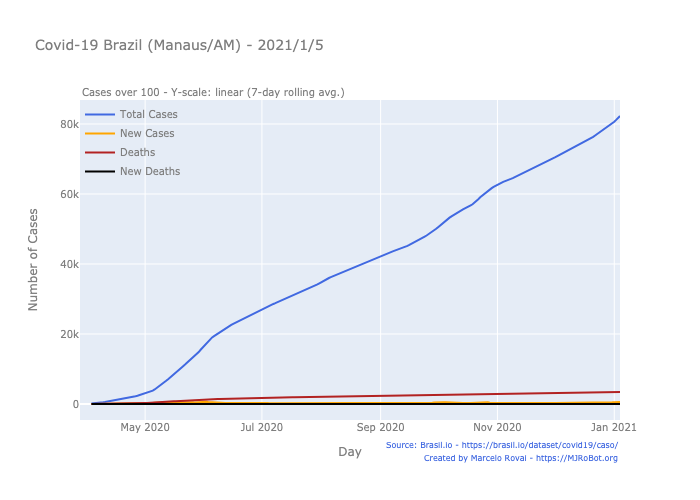 Covid-19 Brazil (Manaus/AM) - 2021/1/5
Cases over 100 - Y-scale: linear (7-day rolling avg.)
Total Cases
New Cases
Deaths
New Deaths
80k
60k
40k
20k
0
Number of Cases
May 2020
Jul 2020
Sep 2020
Nov 2020
Jan 2021
Day
Source: Brasil.io - https://brasil.io/dataset/covid19/caso/
Created by Marcelo Rovai - https://MJRoBot.org